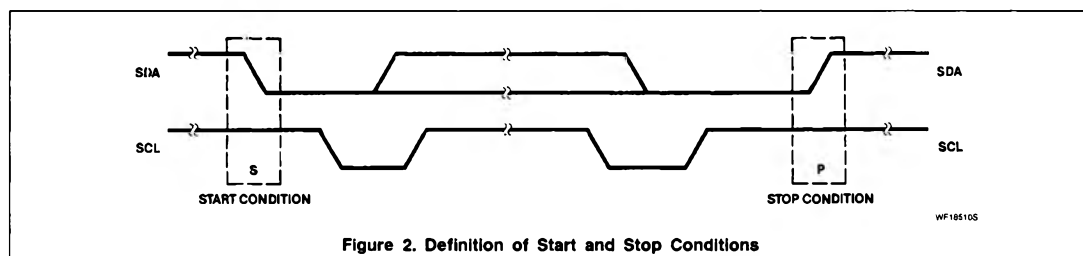 SDA
SDA
SCL
SCL
S
P
START CONDITION
STOP CONDITION
WF18510S
Figure 2. Definition of Start and Stop Conditions